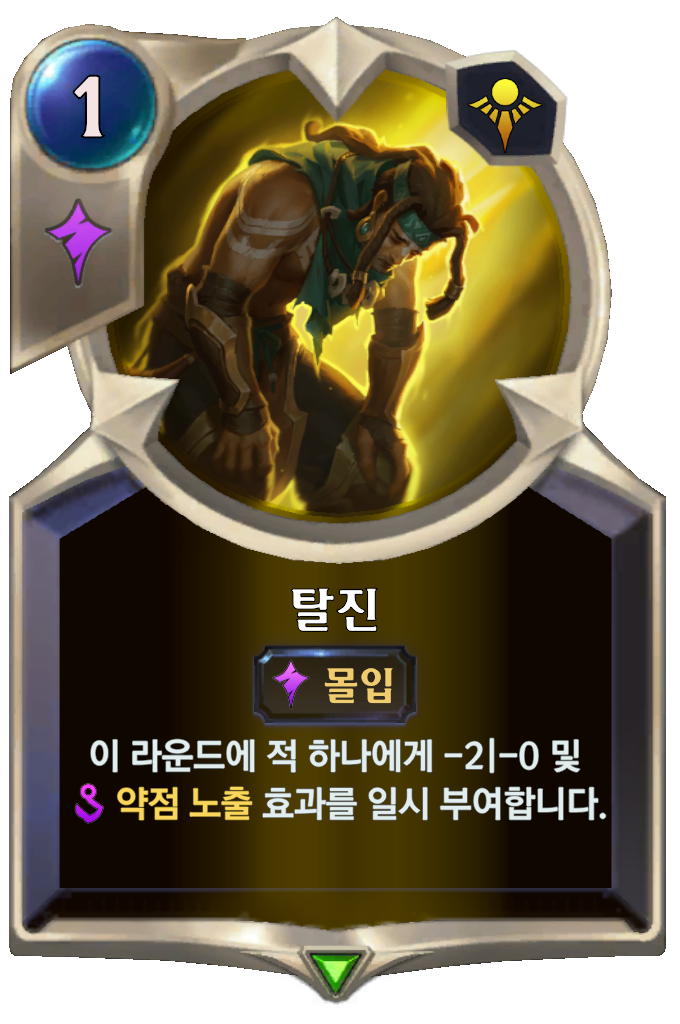 1
탈진
몰입
이 라운드에 적 하나에게 -2|-0 및
약점 노출 효과를 일시 부여합니다.